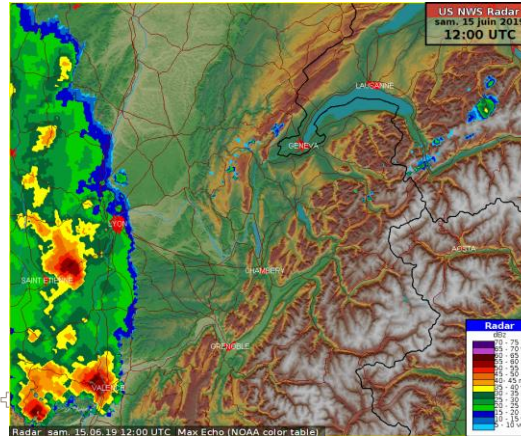 US NWS Radar
sam. 15 juin 2019
12:00 UTC
LAUSANNE
GENEVA
AOSTA
SAINT ETIENNE
CHAMBERY
GRENOBLE
VALENCE
Radar
dBz
70 - 75
65 - 70
60 - 65
55 - 60
50 - 55
45 - 50
40 - 45
35 - 40
30 - 35
25 - 30
20 - 25
15 - 20
10 - 15
5 - 10
Radar sam. 15.06.19 12:00 UTC Max Echo (NOAA color table)